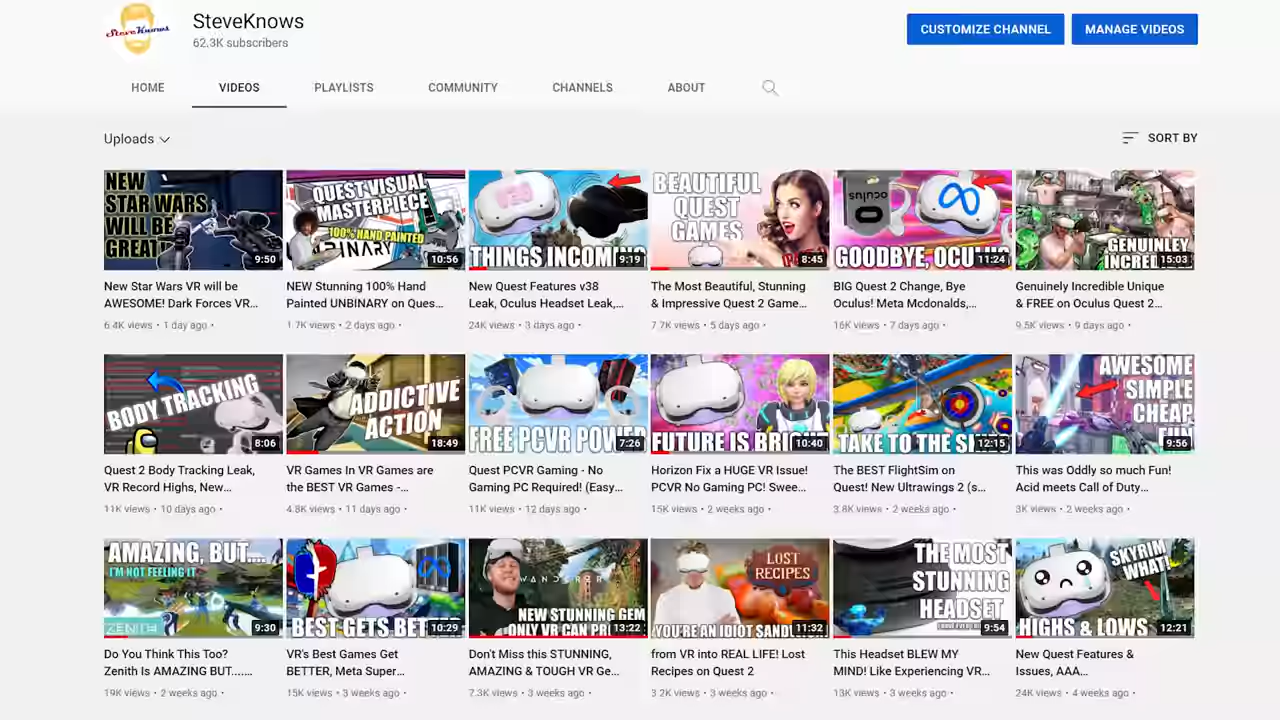 SteveKnows
SteveKnows
62.3K subscribers
CUSTOMIZE CHANNEL
MANAGE VIDEOS
HOME
VIDEOS
PLAYLISTS
COMMUNITY
CHANNELS
ABOUT
Uploads
SORT BY
NEW
STAR WARS
WILL BE
GREAT
9:50
QUEST VISUAL
MASTERPIECE
100% HAND PAINTED
INARY
10:56
THINGS INCOMING
9:19
BEAUTIFUL
QUEST
GAMES
8:45
oculus
GOODBYE, OCU
11:24
GENUINLEY
INCRED
15:03
New Star Wars VR will be
AWESOME! Dark Forces VR...
6.4K views • 1 day ago •
NEW Stunning 100% Hand
Painted UNBINARY on Ques...
1.7K views • 2 days ago •
New Quest Features v38
Leak, Oculus Headset Leak,...
24K views • 3 days ago •
The Most Beautiful, Stunning
& Impressive Quest 2 Game...
7.7K views • 5 days ago •
BIG Quest 2 Change, Bye
Oculus! Meta Mcdonalds,...
16K views • 7 days ago •
Genuinely Incredible Unique
& FREE on Oculus Quest 2...
9.5K views • 9 days ago •
BODY TRACKING
8:06
ADDICTIVE
ACTION
18:49
FREE PCVR POWER
7:26
FUTURE IS BRIGHT
10:40
TAKE TO THE SKIES
12:15
AWESOME
SIMPLE
CHEAP
FUN
9:56
Quest 2 Body Tracking Leak,
VR Record Highs, New...
11K views • 10 days ago •
VR Games In VR Games are
the BEST VR Games -...
4.8K views • 11 days ago •
Quest PCVR Gaming - No
Gaming PC Required! (Easy...
11K views • 12 days ago •
Horizon Fix a HUGE VR Issue!
PCVR No Gaming PC! Swee...
15K views • 2 weeks ago •
The BEST FlightSim on
Quest! New Ultrawings 2 (s...
3.8K views • 2 weeks ago •
This was Oddly so much Fun!
Acid meets Call of Duty...
3K views • 2 weeks ago •
AMAZING, BUT....
I'M NOT FEELING IT
ZENITH
9:30
BEST GETS BET
10:29
WANDERER
NEW STUNNING GEM
ONLY VR CAN PR
13:22
LOST
RECIPES
YOU'RE AN IDIOT SANDW
11:32
THE MOST
STUNNING
HEADSET
9:54
SKYRIM
WHAT!
HIGHS & LOWS
12:21
Do You Think This Too?
Zenith Is AMAZING BUT......
19K views • 2 weeks ago •
VR's Best Games Get
BETTER, Meta Super...
15K views • 3 weeks ago •
Don't Miss this STUNNING,
AMAZING & TOUGH VR Ge...
7.3K views • 3 weeks ago •
from VR into REAL LIFE! Lost
Recipes on Quest 2
3.2K views • 3 weeks ago •
This Headset BLEW MY
MIND! Like Experiencing VR...
13K views • 3 weeks ago •
New Quest Features &
Issues, AAA...
24K views • 4 weeks ago •